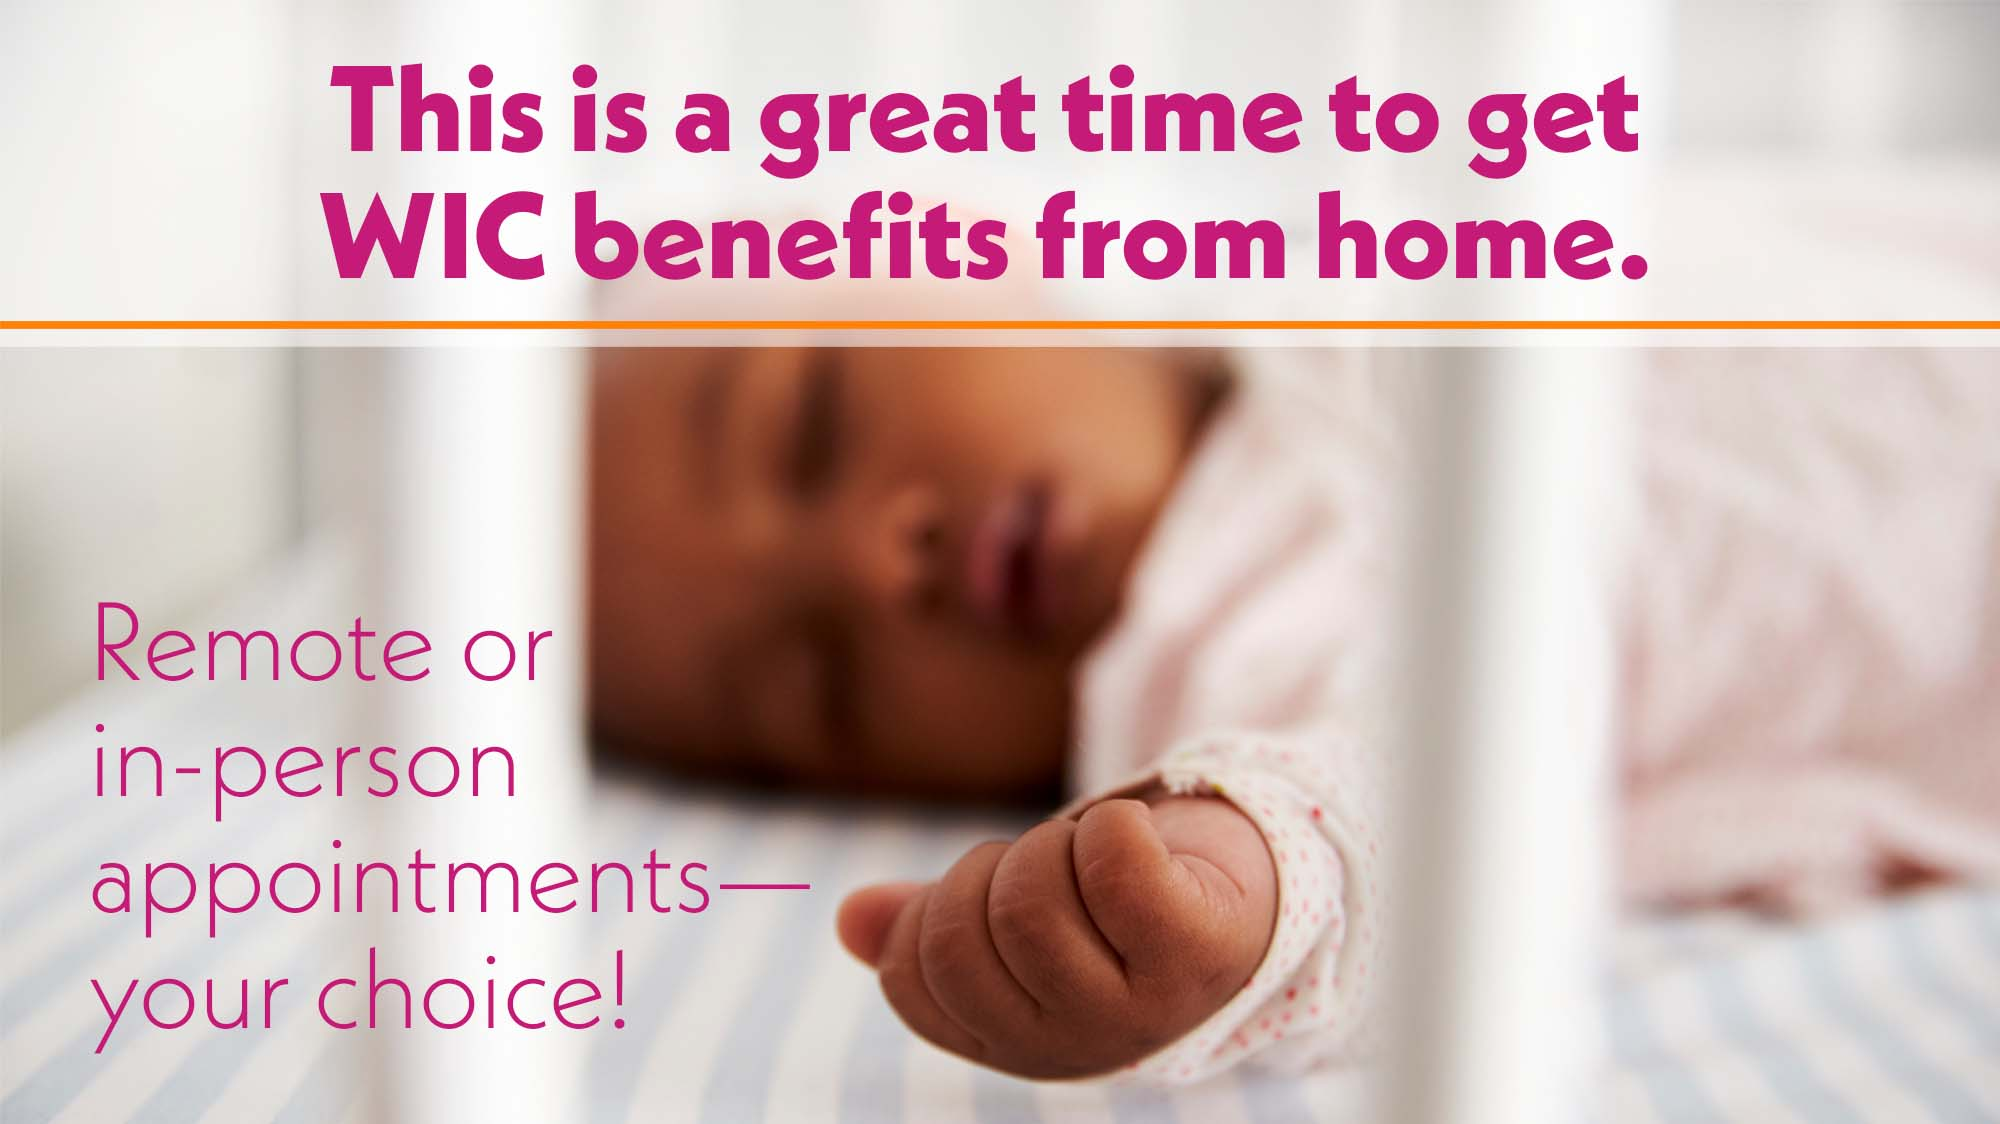 This is a great time to get
WIC benefits from home.
Remote or
in-person
appointments—
your choice!